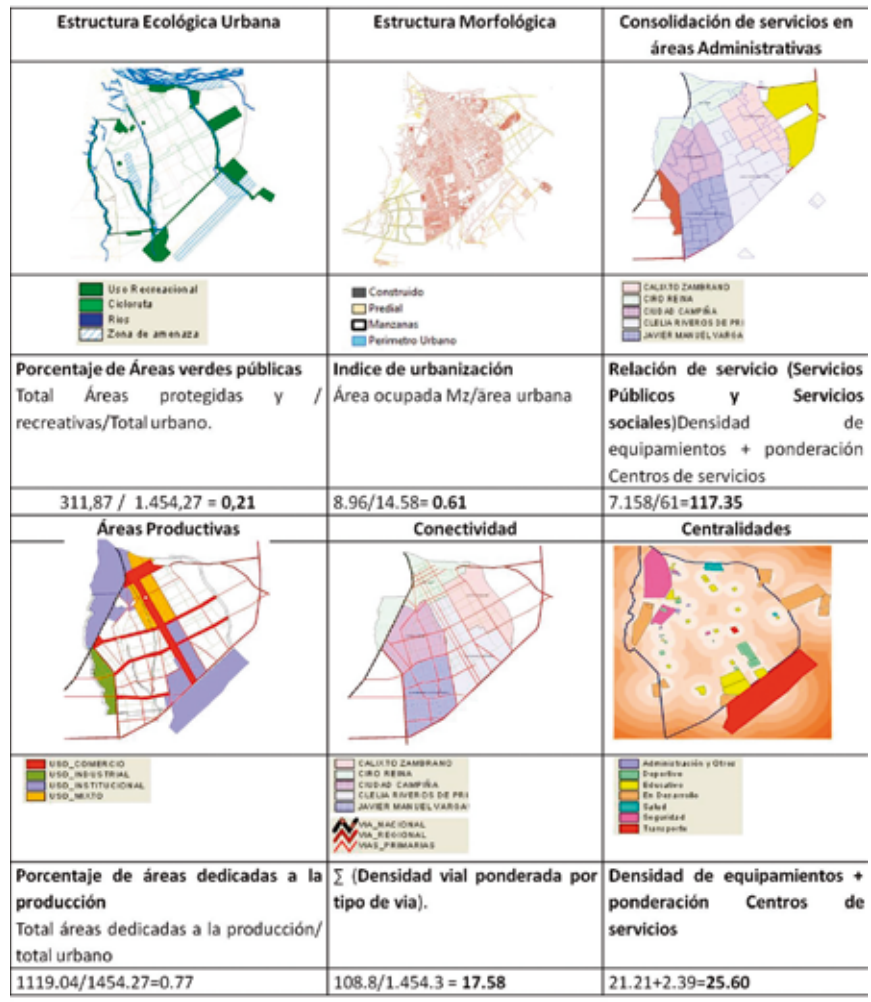 Estructura Ecológica Urbana
Estructura Morfológica
Consolidación de servicios en
áreas Administrativas
Uso Recreacional
Cicloruta
Rios
Zona de amenaza
Construido
Predial
Manzanas
Perimetro Urbano
CALIXTO ZAMBRANO
CIRO REINA
CIUDAD CAMPIÑA
CLELIA RIVEROS DE PRI
JAVIER MANUEL VARGA
Porcentaje de Áreas verdes públicas
Total Áreas protegidas y /
recreativas/Total urbano.
Indice de urbanización
Área ocupada Mz/área urbana
Relación de servicio (Servicios
Públicos y Servicios
sociales)Densidad de
equipamientos + ponderación
Centros de servicios
311,87 / 1.454,27 = 0,21
8.96/14.58= 0.61
7.158/61=117.35
Áreas Productivas
Conectividad
Centralidades
USO_COMERCIO
USO_INDUSTRIAL
USO_INSTITUCIONAL
USO_MIXTO
CALIXTO ZAMBRANO
CIRO REINA
CIUDAD CAMPIÑA
CLELIA RIVEROS DE PRI
JAVIER MANUEL VARGA
VIA_NACIONAL
VIA_REGIONAL
VIAS_PRIMARIAS
Administración y Otros
Deportivo
Educativo
En Desarrollo
Salud
Seguridad
Transporte
Porcentaje de áreas dedicadas a la
producción
Total áreas dedicadas a la producción/
total urbano
∑ (Densidad vial ponderada por
tipo de via).
Densidad de equipamientos +
ponderación Centros de
servicios
1119.04/1454.27=0.77
108.8/1.454.3 = 17.58
21.21+2.39=25.60